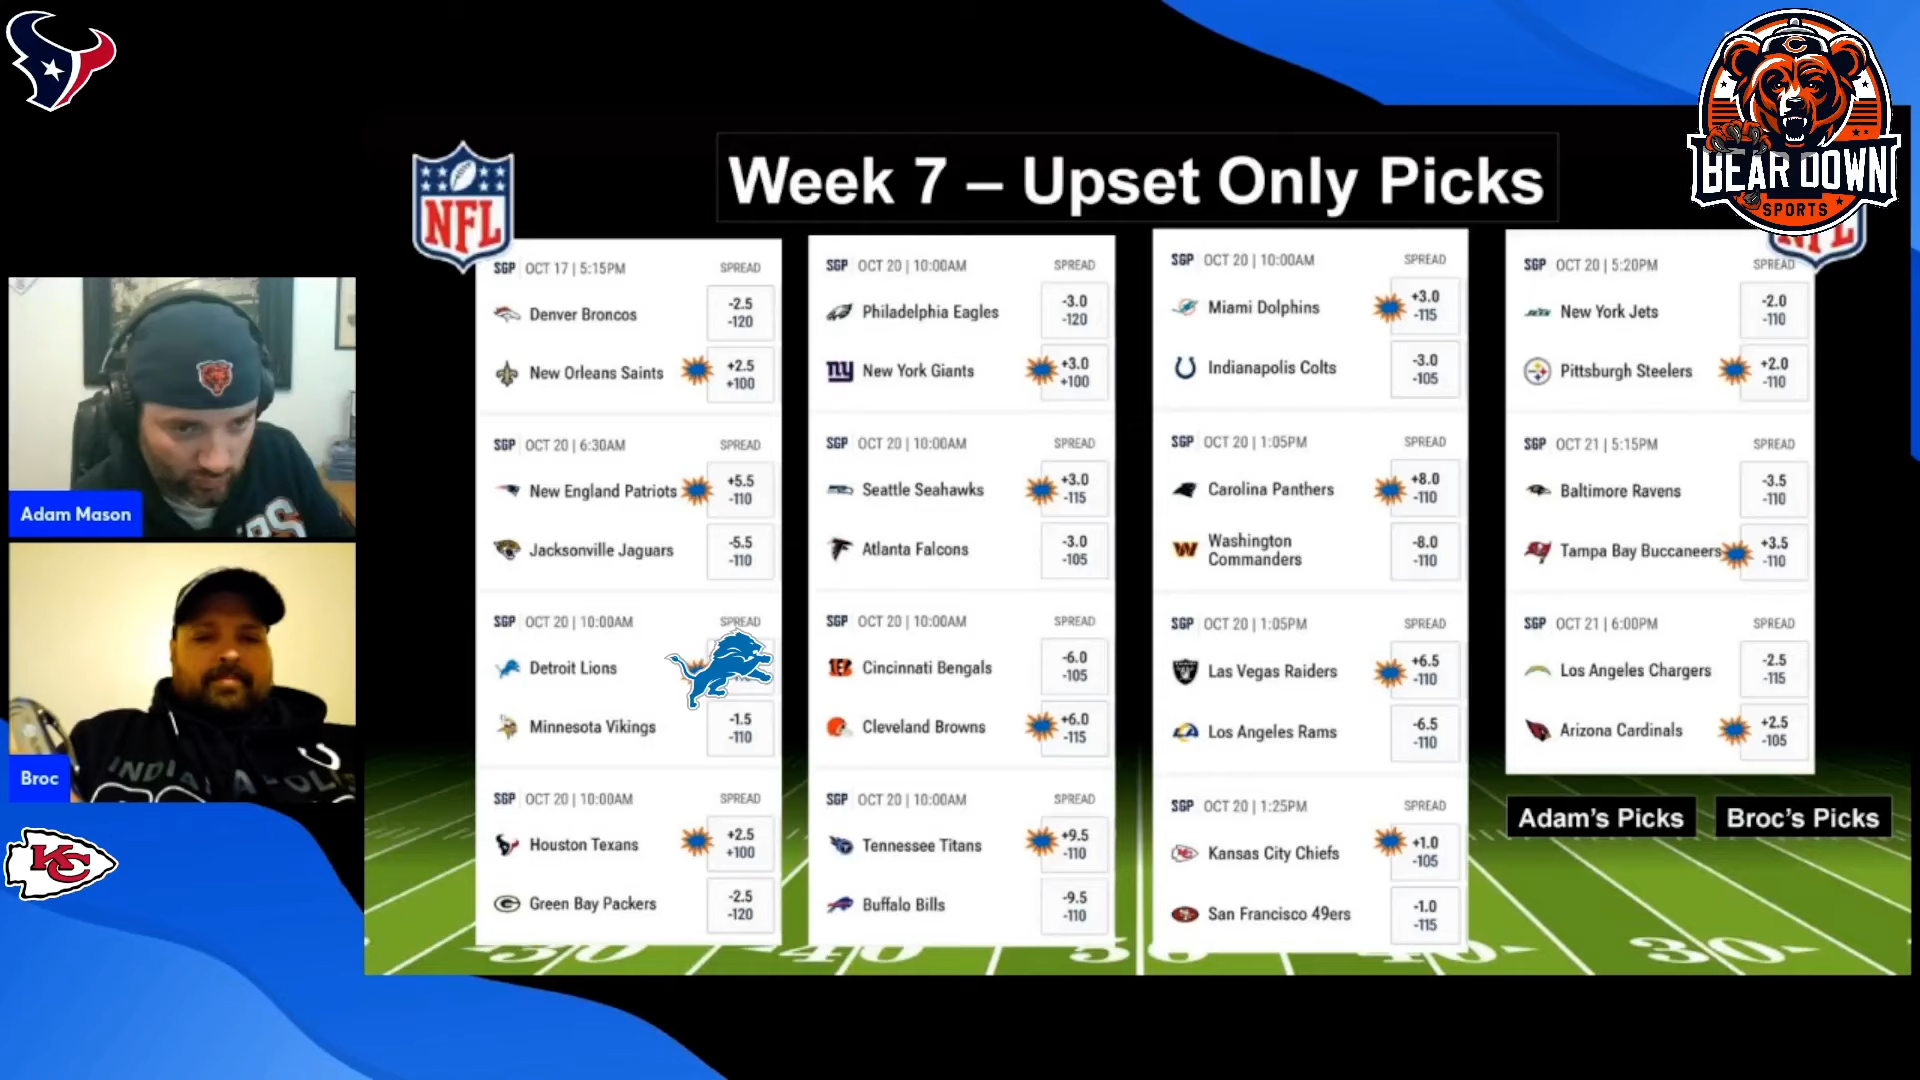 BEAR DOWN
SPORTS
NFL
Week 7 – Upset Only Picks
SGP OCT 17 | 5:15PM SPREAD
Denver Broncos -2.5 -120
New Orleans Saints +2.5 +100
SGP OCT 20 | 6:30AM SPREAD
New England Patriots +5.5 -110
Jacksonville Jaguars -5.5 -110
SGP OCT 20 | 10:00AM SPREAD
Detroit Lions
Minnesota Vikings -1.5 -110
SGP OCT 20 | 10:00AM SPREAD
Houston Texans +2.5 +100
Green Bay Packers -2.5 -120
SGP OCT 20 | 10:00AM SPREAD
Philadelphia Eagles -3.0 -120
New York Giants +3.0 +100
SGP OCT 20 | 10:00AM SPREAD
Seattle Seahawks +3.0 -115
Atlanta Falcons -3.0 -105
SGP OCT 20 | 10:00AM SPREAD
Cincinnati Bengals -6.0 -105
Cleveland Browns +6.0 -115
SGP OCT 20 | 10:00AM SPREAD
Tennessee Titans +9.5 -110
Buffalo Bills -9.5 -110
SGP OCT 20 | 10:00AM SPREAD
Miami Dolphins +3.0 -115
Indianapolis Colts -3.0 -105
SGP OCT 20 | 1:05PM SPREAD
Carolina Panthers +8.0 -110
Washington Commanders -8.0 -110
SGP OCT 20 | 1:05PM SPREAD
Las Vegas Raiders +6.5 -110
Los Angeles Rams -6.5 -110
SGP OCT 20 | 1:25PM SPREAD
Kansas City Chiefs +1.0 -105
San Francisco 49ers -1.0 -115
SGP OCT 20 | 5:20PM SPREAD
New York Jets -2.0 -110
Pittsburgh Steelers +2.0 -110
SGP OCT 21 | 5:15PM SPREAD
Baltimore Ravens -3.5 -110
Tampa Bay Buccaneers +3.5 -110
SGP OCT 21 | 6:00PM SPREAD
Los Angeles Chargers -2.5 -115
Arizona Cardinals +2.5 -105
Adam's Picks Broc's Picks
Adam Mason
Broc
KC